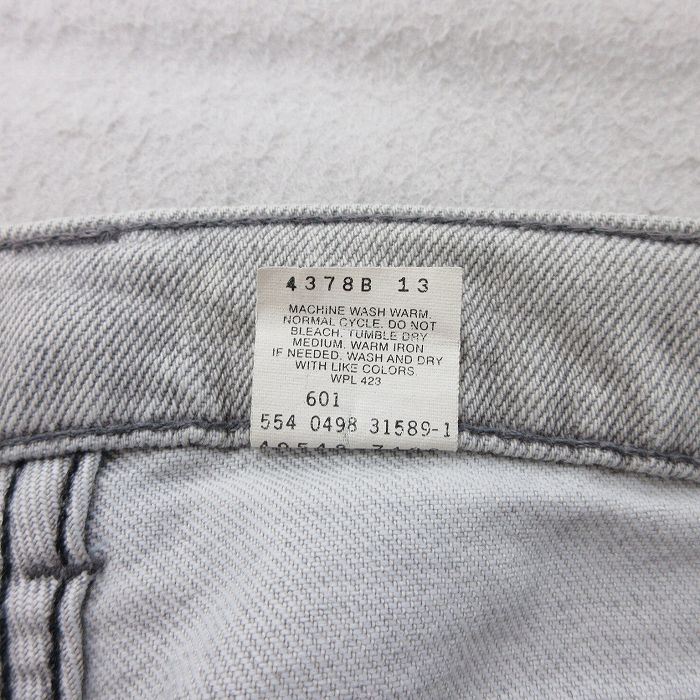 4378B 13
MACHINE WASH WARM.
NORMAL CYCLE. DO NOT
BLEACH. TUMBLE DRY
MEDIUM. WARM IRON
IF NEEDED. WASH AND DRY
WITH LIKE COLORS
WPL 423
601
554 0498 31589-1